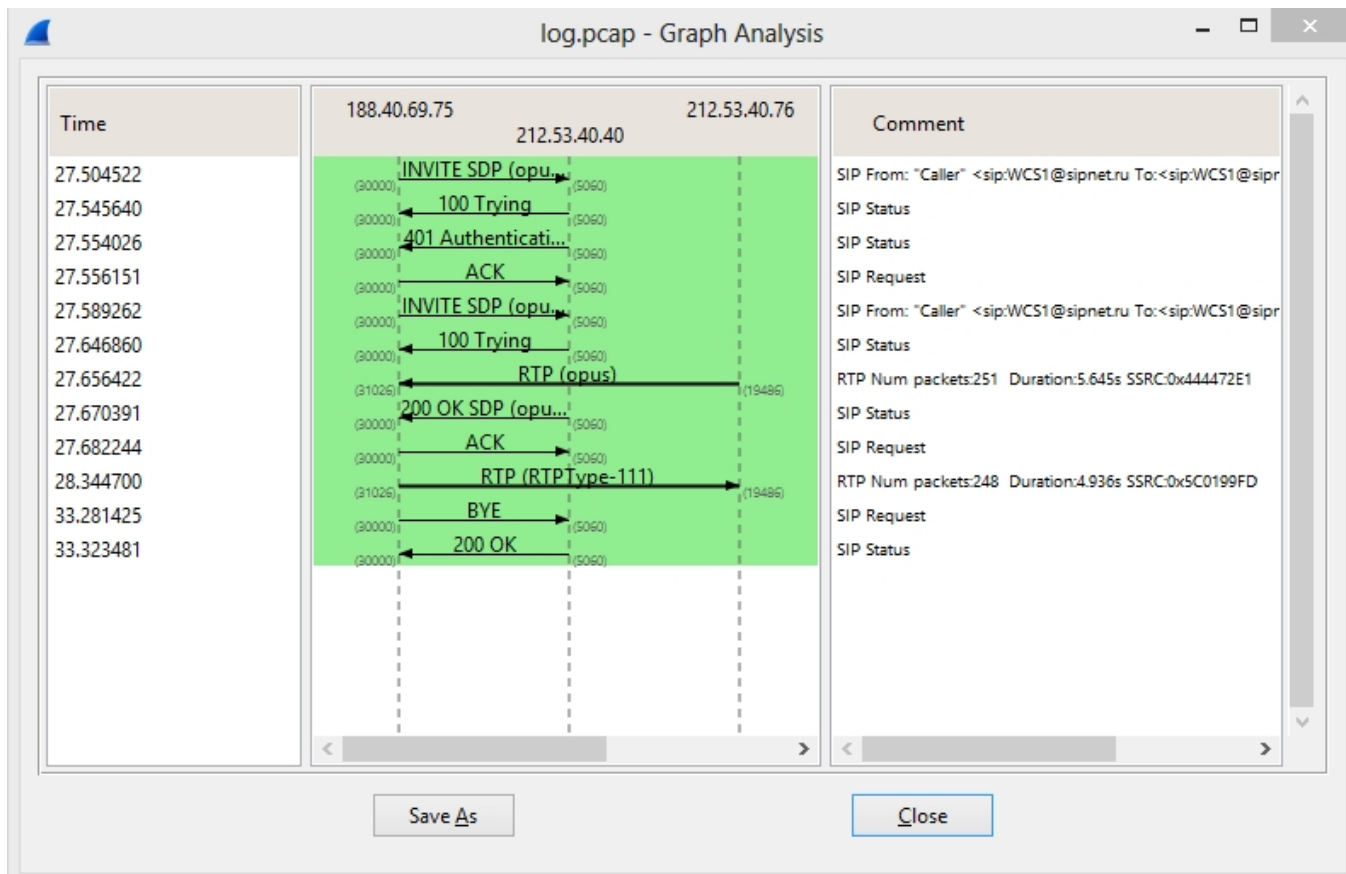 log.pcap - Graph Analysis
Time
188.40.69.75
212.53.40.76
212.53.40.40
Comment
27.504522 INVITE SDP (opu... (30000) (5060) SIP From: "Caller" <sip:WCS1@sipnet.ru To:<sip:WCS1@sipr
27.545640 100 Trying (30000) (5060) SIP Status
27.554026 401 Authenticati... (30000) (5060) SIP Status
27.556151 ACK (30000) (5060) SIP Request
27.589262 INVITE SDP (opu... (30000) (5060) SIP From: "Caller" <sip:WCS1@sipnet.ru To:<sip:WCS1@sipr
27.646860 100 Trying (30000) (5060) SIP Status
27.656422 RTP (opus) (31026) (19486) RTP Num packets:251 Duration:5.645s SSRC:0x444472E1
27.670391 200 OK SDP (opu... (30000) (5060) SIP Status
27.682244 ACK (30000) (5060) SIP Request
28.344700 RTP (RTPType-111) (31026) (19486) RTP Num packets:248 Duration:4.936s SSRC:0x5C0199FD
33.281425 BYE (30000) (5060) SIP Request
33.323481 200 OK (30000) (5060) SIP Status
Save As
Close